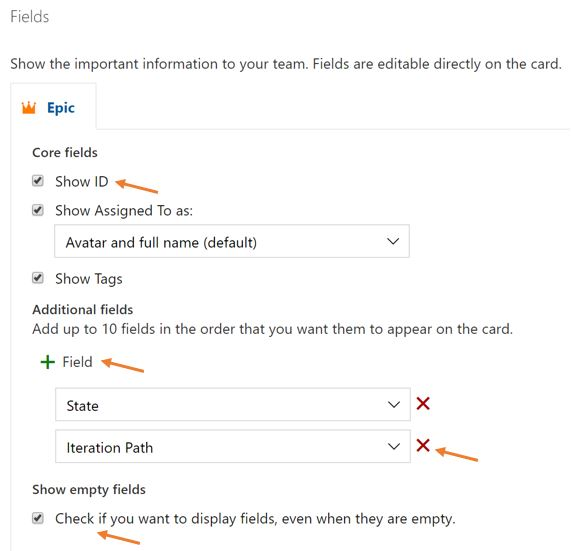 Fields
Show the important information to your team. Fields are editable directly on the card.
Epic
Core fields
Show ID
Show Assigned To as:
Avatar and full name (default)
Show Tags
Additional fields
Add up to 10 fields in the order that you want them to appear on the card.
Field
State
Iteration Path
Show empty fields
Check if you want to display fields, even when they are empty.